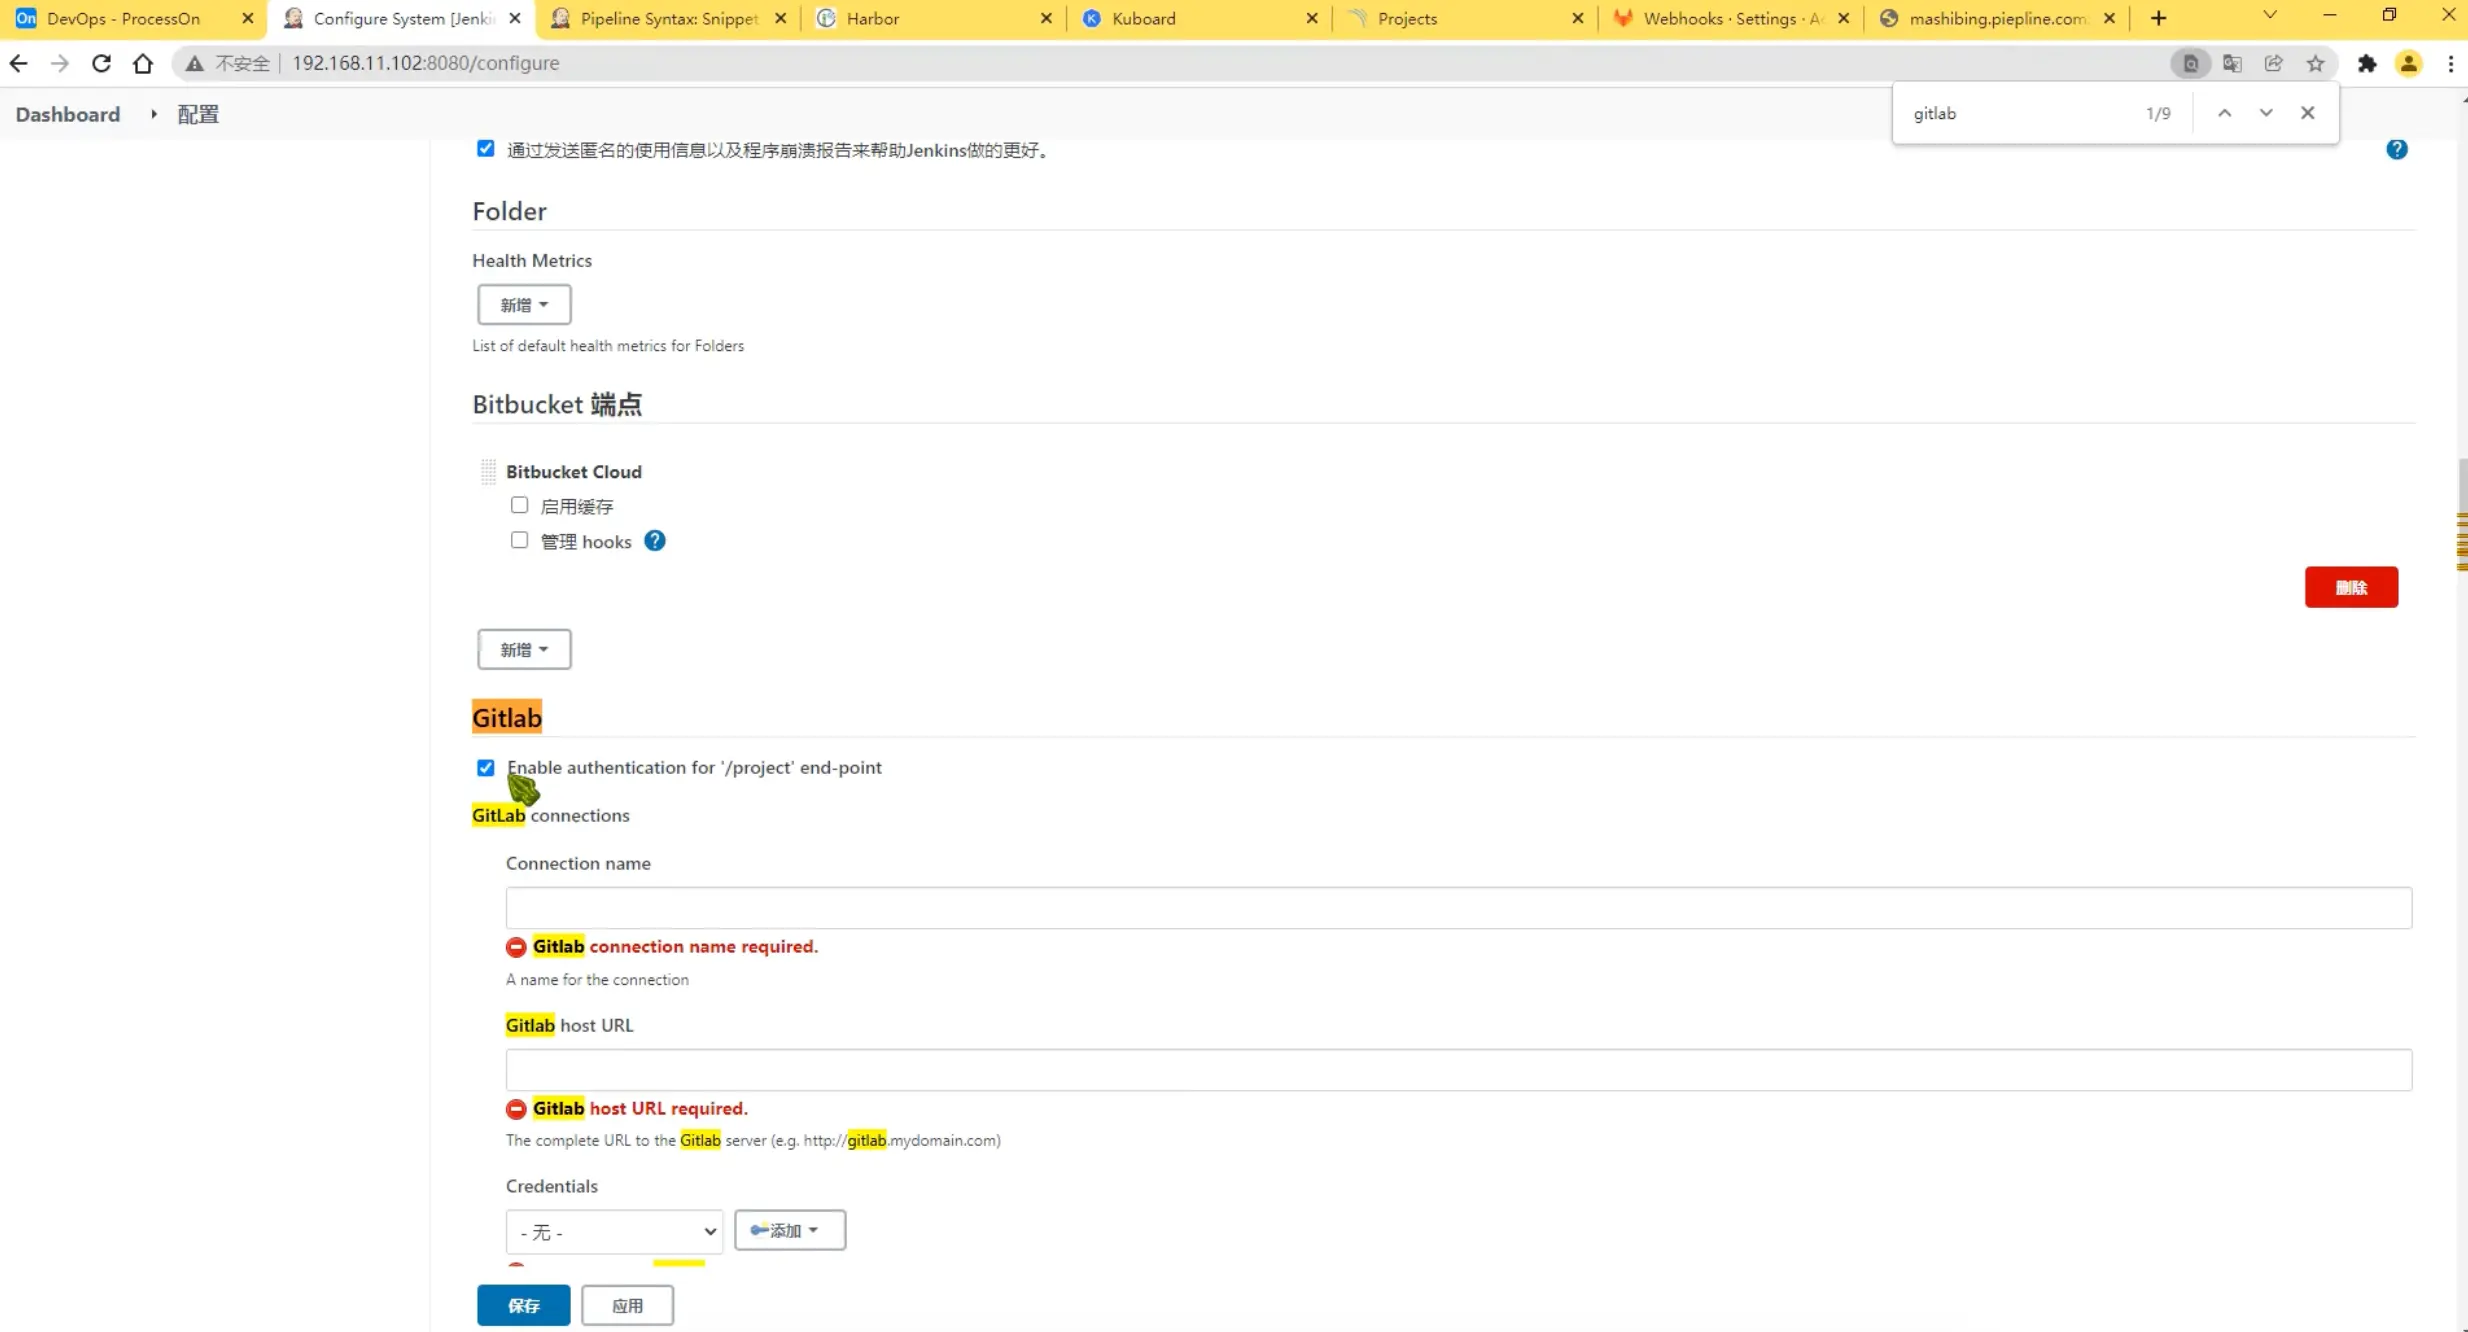 DevOps - ProcessOn
Configure System [Jenki
Pipeline Syntax: Snippet
Harbor
Kuboard
Projects
Webhooks · Settings · A
mashibing.piepline.com
不安全
192.168.11.102:8080/configure
Dashboard
配置
gitlab
1/9
通过发送匿名的使用信息以及程序崩溃报告来帮助Jenkins做的更好。
Folder
Health Metrics
新增
List of default health metrics for Folders
Bitbucket 端点
Bitbucket Cloud
启用缓存
管理 hooks
删除
新增
Gitlab
Enable authentication for '/project' end-point
GitLab connections
Connection name
Gitlab connection name required.
A name for the connection
Gitlab host URL
Gitlab host URL required.
The complete URL to the Gitlab server (e.g. http://gitlab.mydomain.com)
Credentials
- 无 -
添加
保存
应用